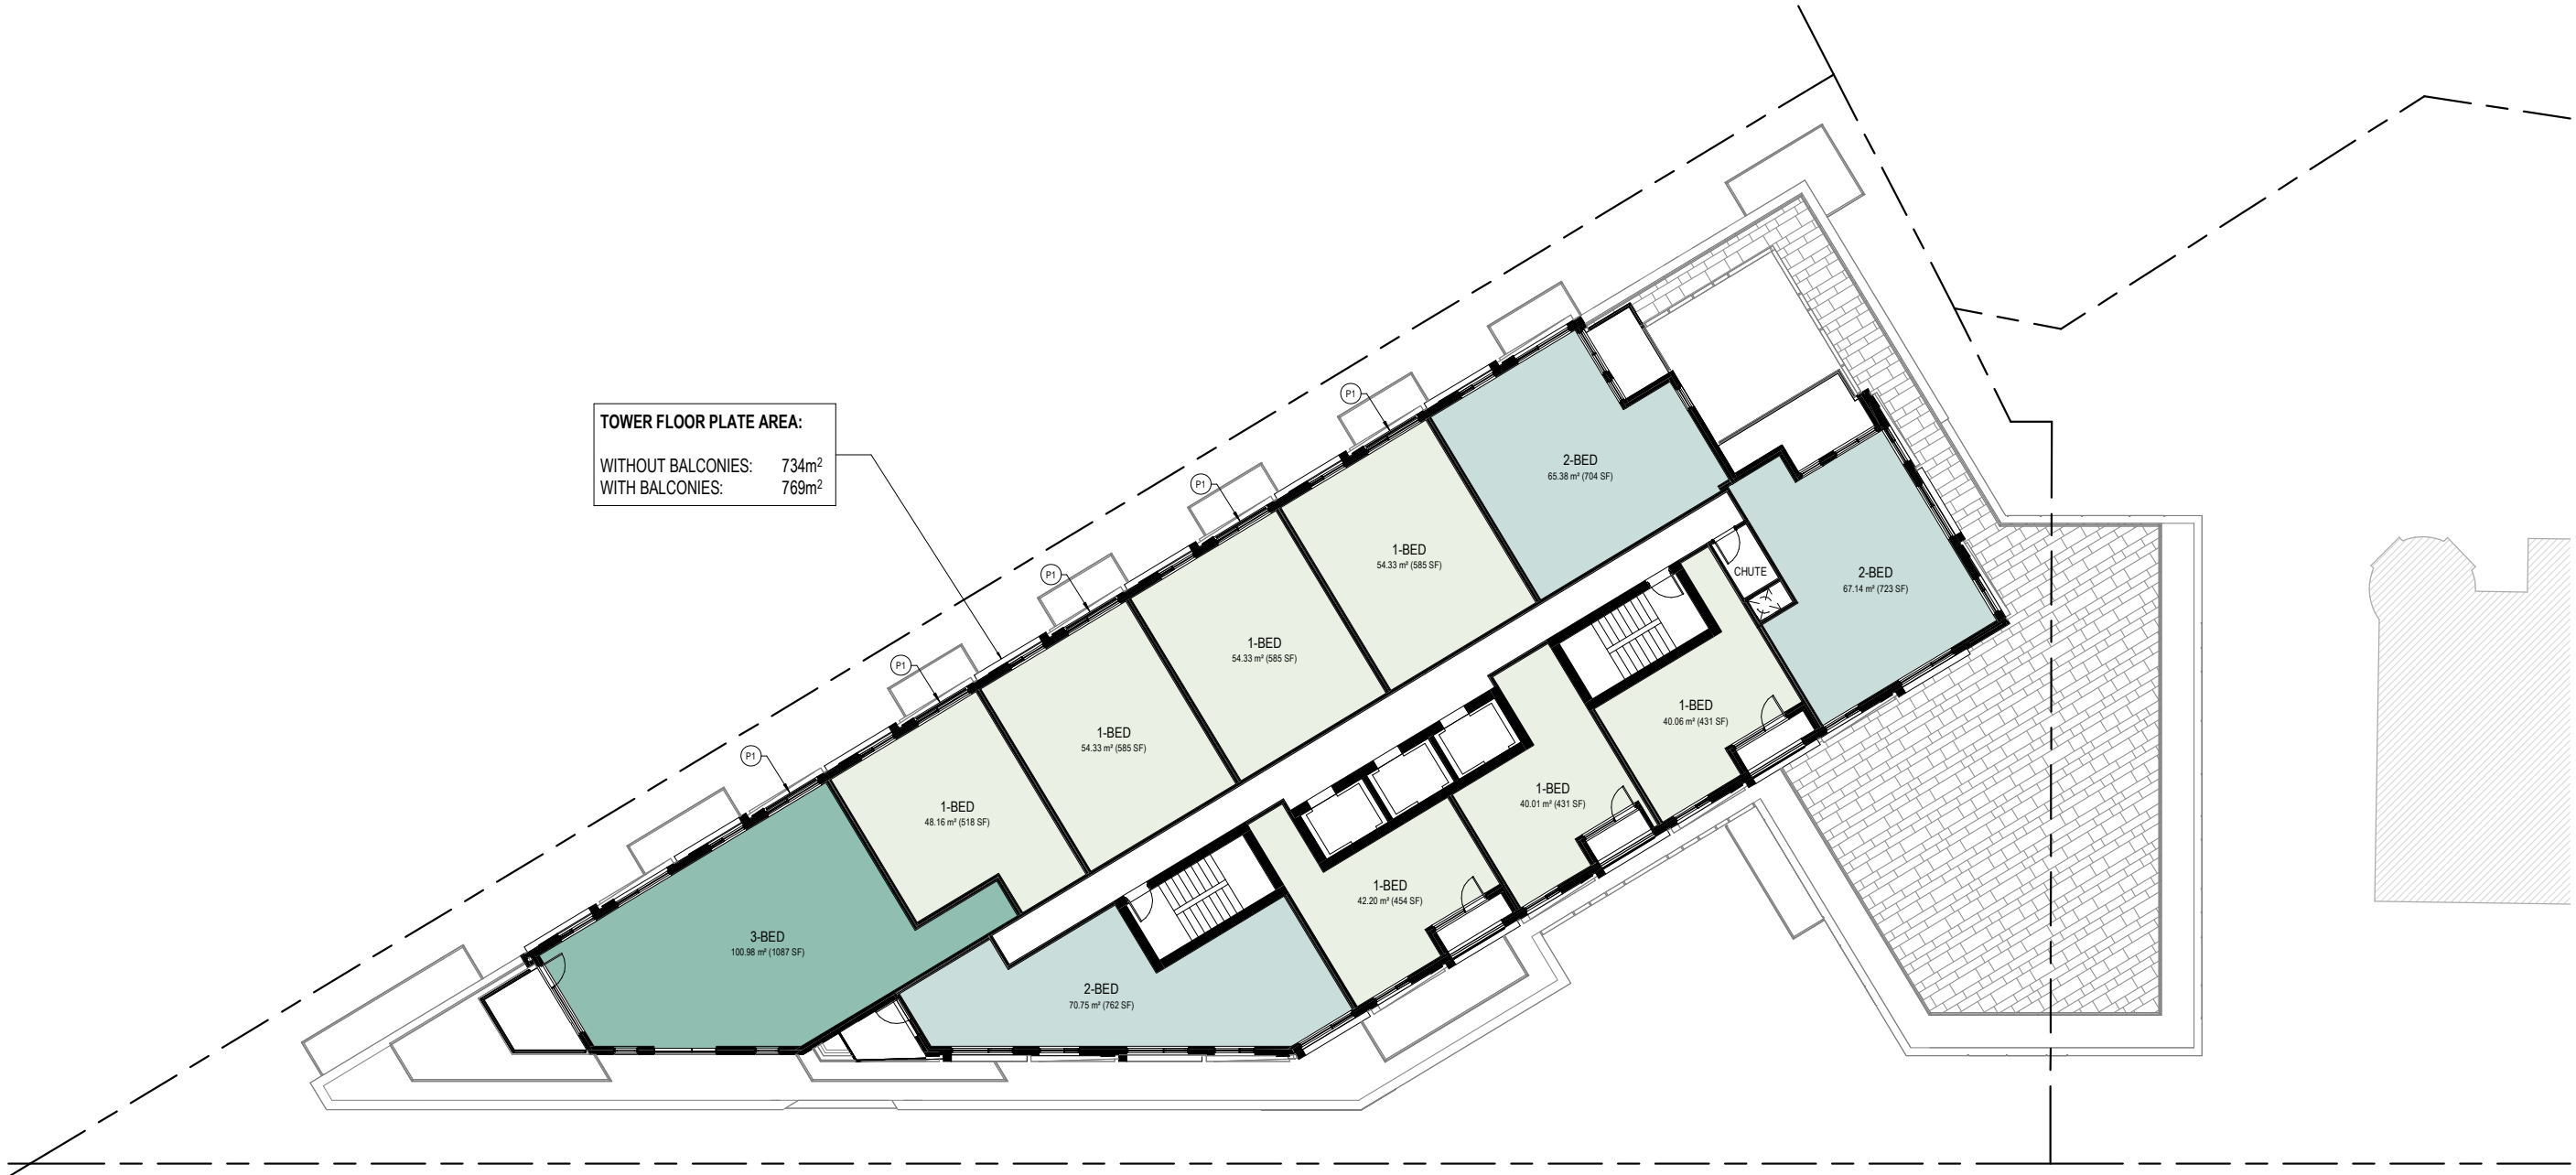 TOWER FLOOR PLATE AREA:
WITHOUT BALCONIES: 734m²
WITH BALCONIES: 769m²
P1
P1
P1
P1
P1
2-BED
65.38 m² (704 SF)
1-BED
54.33 m² (585 SF)
CHUTE
2-BED
67.14 m² (723 SF)
1-BED
54.33 m² (585 SF)
1-BED
54.33 m² (585 SF)
1-BED
40.06 m² (431 SF)
1-BED
48.16 m² (518 SF)
1-BED
40.01 m² (431 SF)
1-BED
42.20 m² (454 SF)
3-BED
100.98 m² (1087 SF)
2-BED
70.75 m² (762 SF)